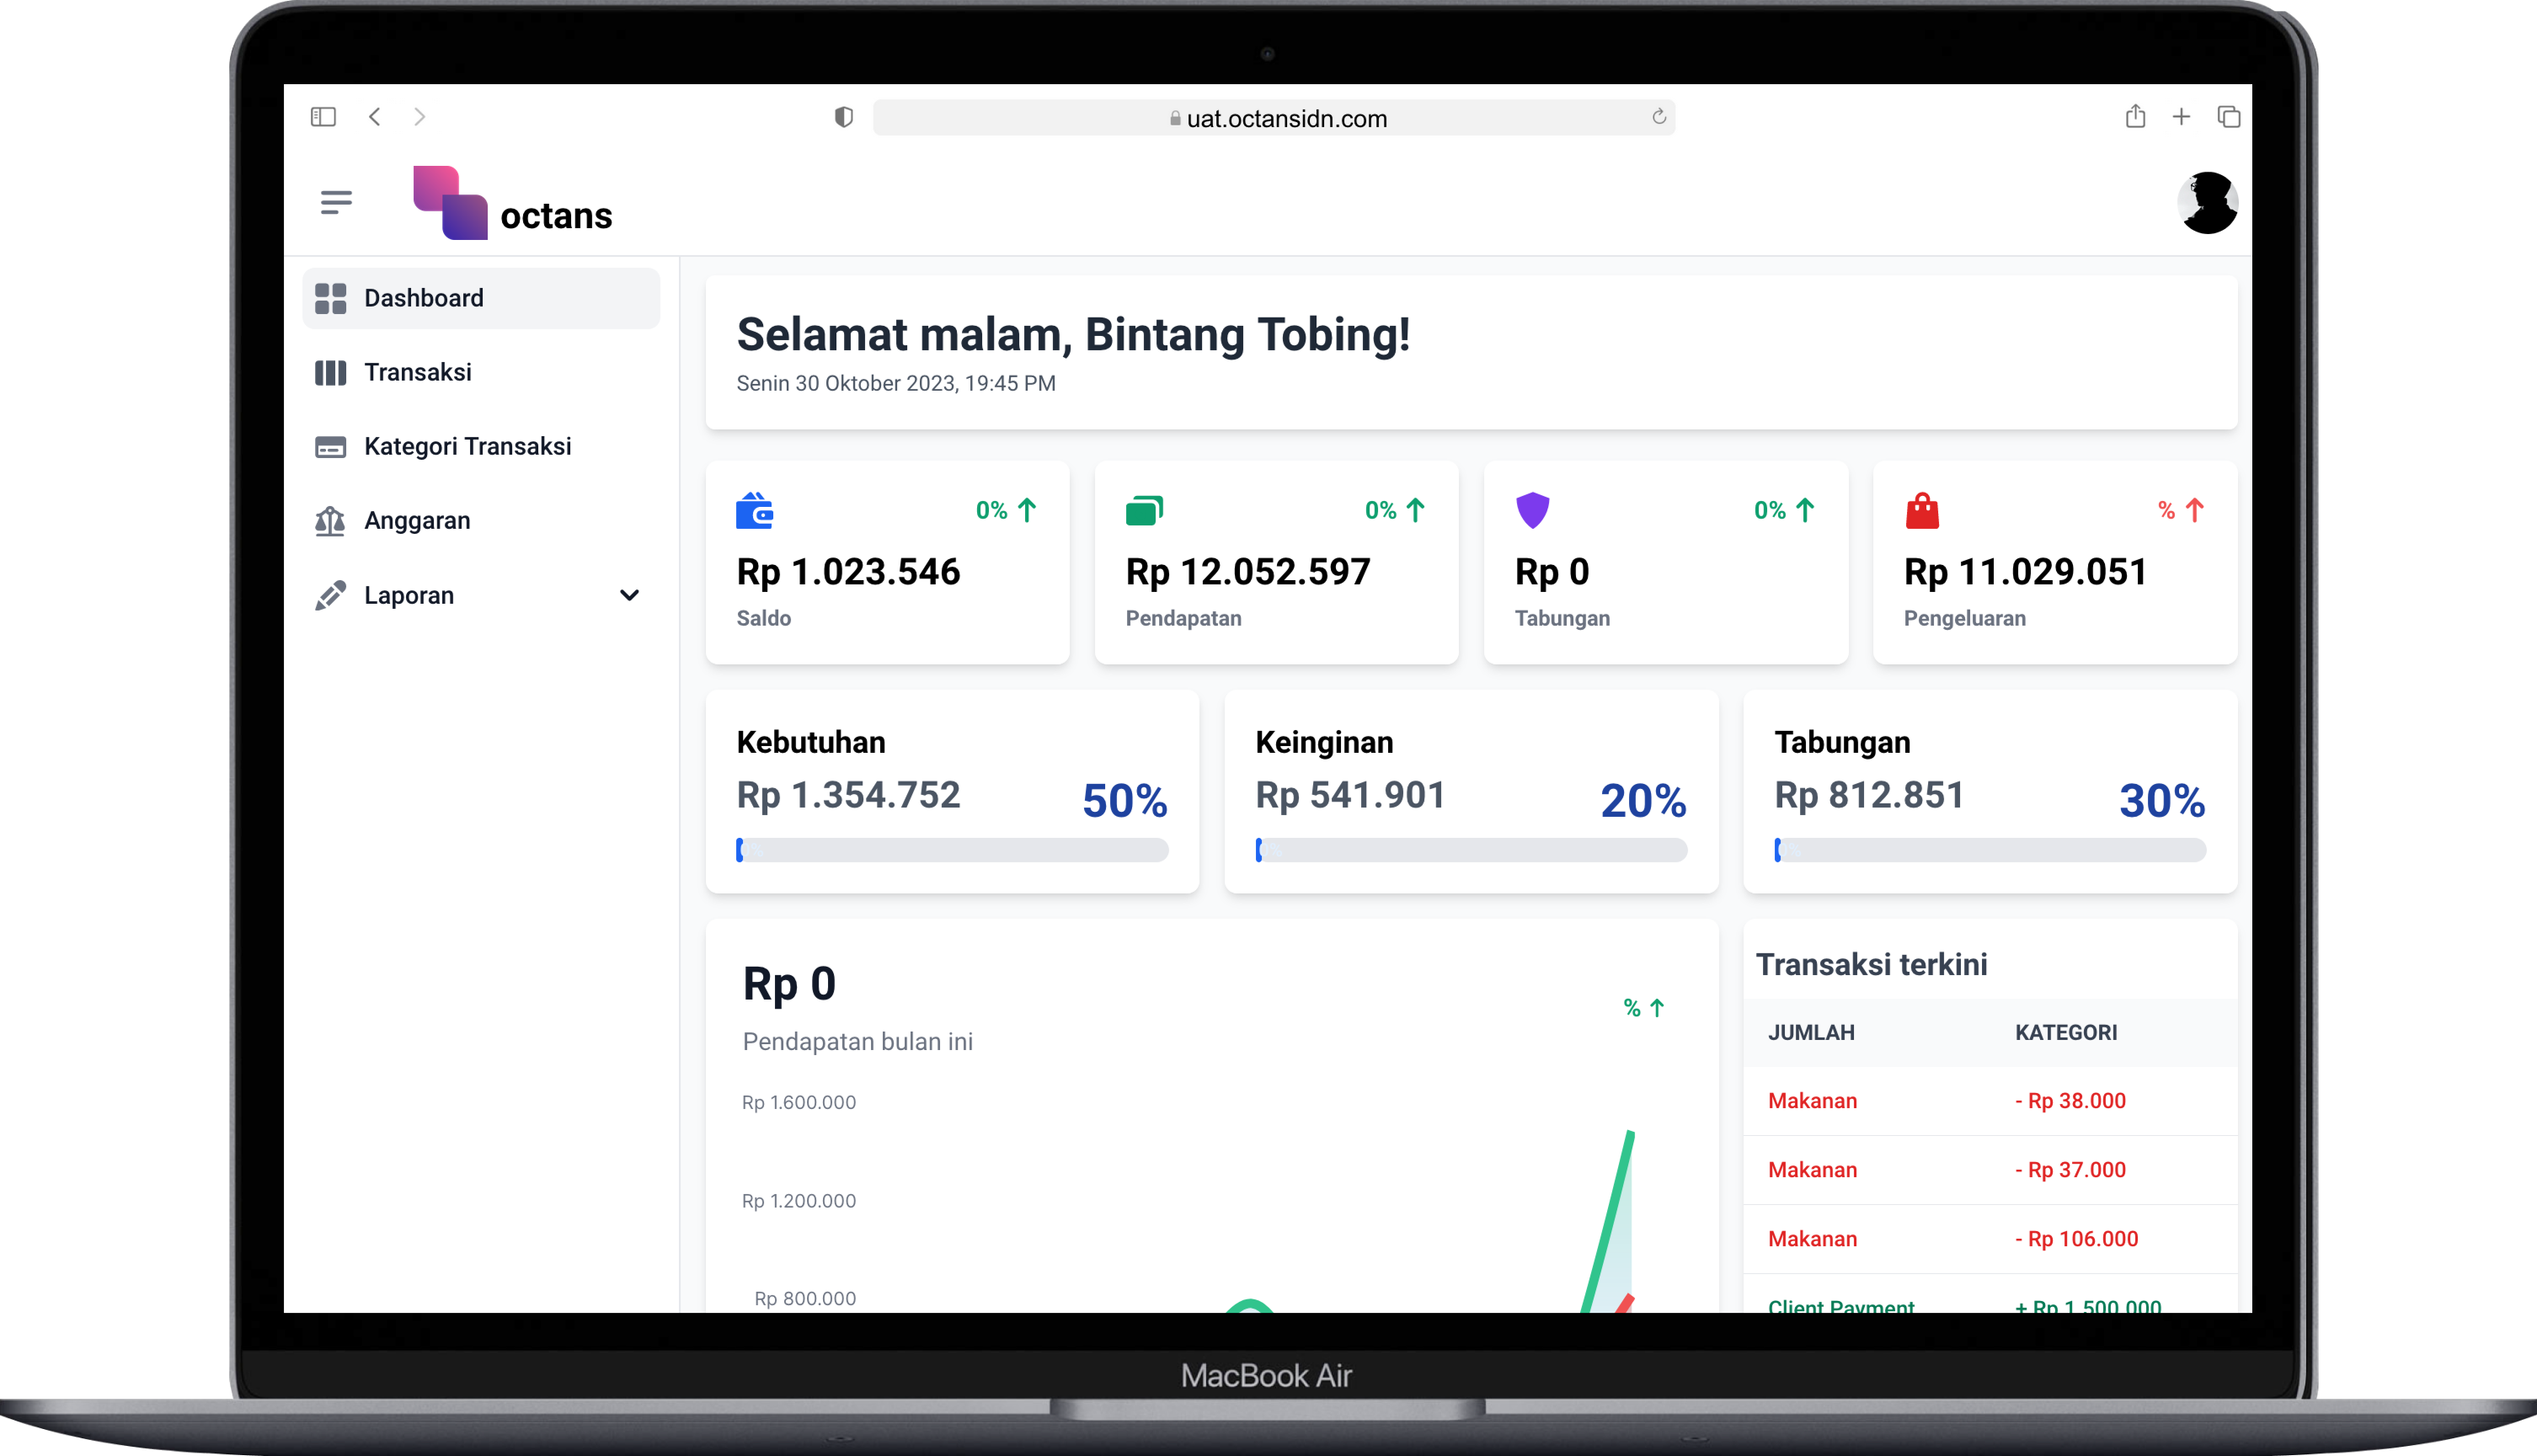 uat.octansidn.com
octans
Dashboard
Transaksi
Kategori Transaksi
Anggaran
Laporan
Selamat malam, Bintang Tobing!
Senin 30 Oktober 2023, 19:45 PM
0%
Rp 1.023.546
Saldo
0%
Rp 12.052.597
Pendapatan
0%
Rp 0
Tabungan
%
Rp 11.029.051
Pengeluaran
Kebutuhan
Rp 1.354.752
50%
Keinginan
Rp 541.901
20%
Tabungan
Rp 812.851
30%
Rp 0
Pendapatan bulan ini
%
Rp 1.600.000
Rp 1.200.000
Rp 800.000
Transaksi terkini
JUMLAH KATEGORI
Makanan - Rp 38.000
Makanan - Rp 37.000
Makanan - Rp 106.000
Client Payment + Rp 1.500.000
MacBook Air